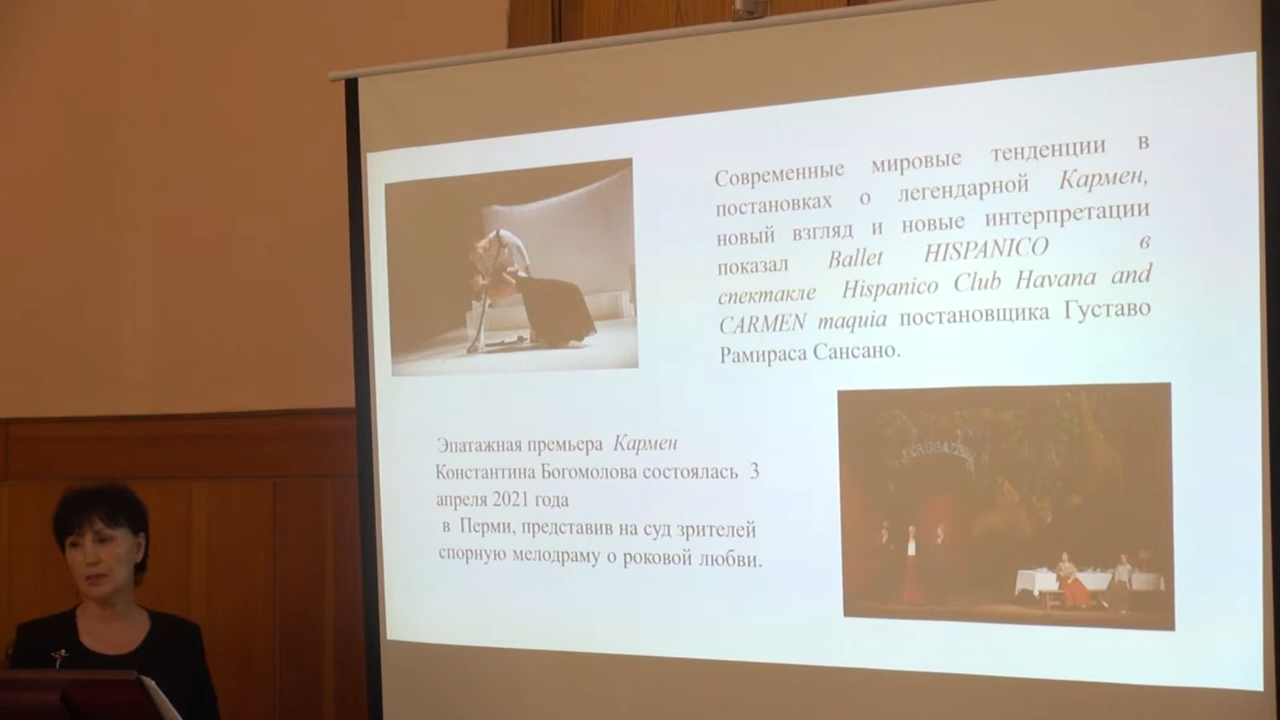 Современные мировые тенденции в
постановках о легендарной Кармен,
новый взгляд и новые интерпретации
показал Ballet HISPANICO в
спектакле Hispanico Club Havana and
CARMEN maquia постановщика Густаво
Рамираса Сансано.
Эпатажная премьера Кармен
Константина Богомолова состоялась 3
апреля 2021 года
в Перми, представив на суд зрителей
спорную мелодраму о роковой любви.
JERUSALEM